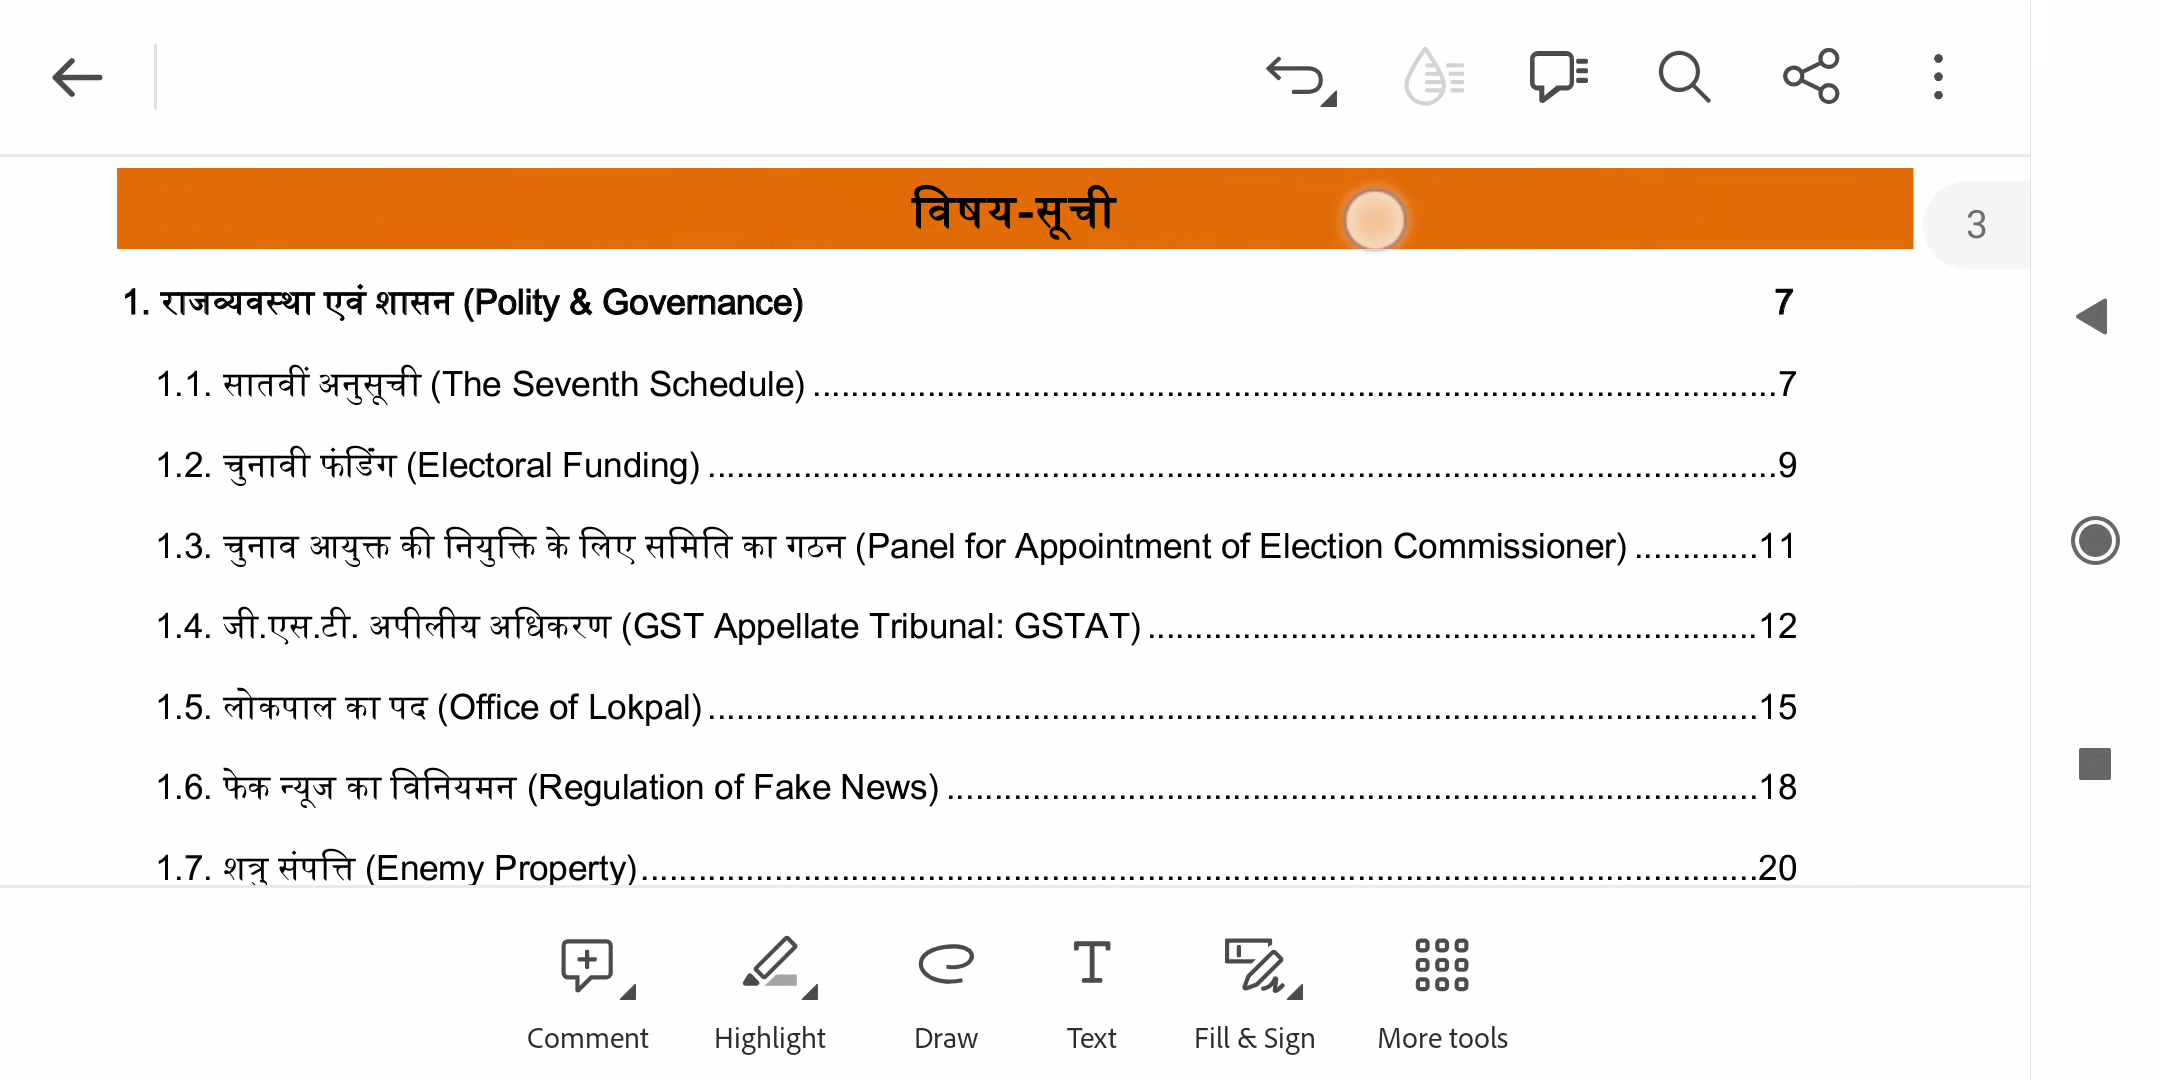 विषय-सूची
3
1. राजव्यवस्था एवं शासन (Polity & Governance) 7
1.1. सातवीं अनुसूची (The Seventh Schedule) ........................................................................................................7
1.2. चुनावी फंडिंग (Electoral Funding) ...................................................................................................................9
1.3. चुनाव आयुक्त की नियुक्ति के लिए समिति का गठन (Panel for Appointment of Election Commissioner) .............11
1.4. जी.एस.टी. अपीलीय अधिकरण (GST Appellate Tribunal: GSTAT) .................................................................12
1.5. लोकपाल का पद (Office of Lokpal) .................................................................................................................15
1.6. फेक न्यूज का विनियमन (Regulation of Fake News) .......................................................................................18
1.7. शत्रु संपत्ति (Enemy Property) .......................................................................................................................20
Comment Highlight Draw Text Fill & Sign More tools